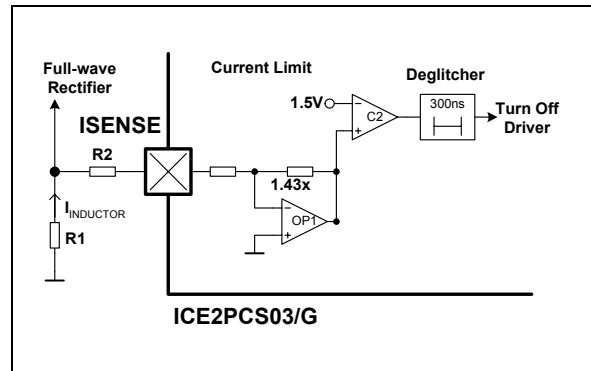 Full-wave
Rectifier
Current Limit
Deglitcher
1.5V
C2
300ns
Turn Off
Driver
ISENSE
R2
1.43x
OP1
IINDUCTOR
R1
ICE2PCS03/G